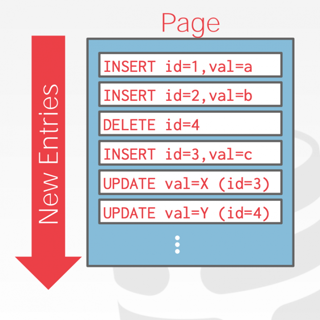 Page
New Entries
INSERT id=1,val=a
INSERT id=2,val=b
DELETE id=4
INSERT id=3,val=c
UPDATE val=X (id=3)
UPDATE val=Y (id=4)